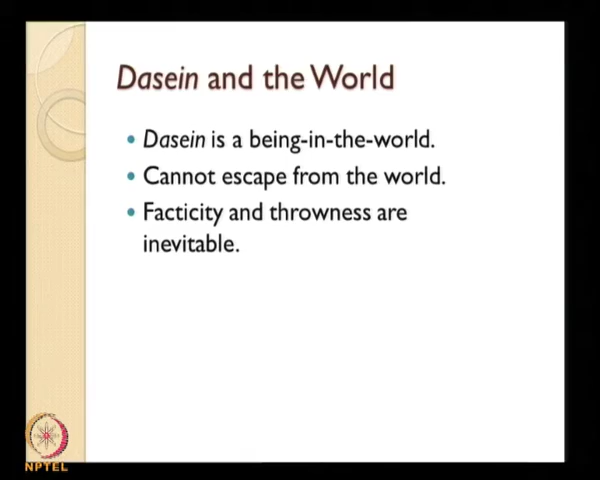 Dasein and the World
• Dasein is a being-in-the-world.
• Cannot escape from the world.
• Facticity and throwness are
inevitable.
NPTEL